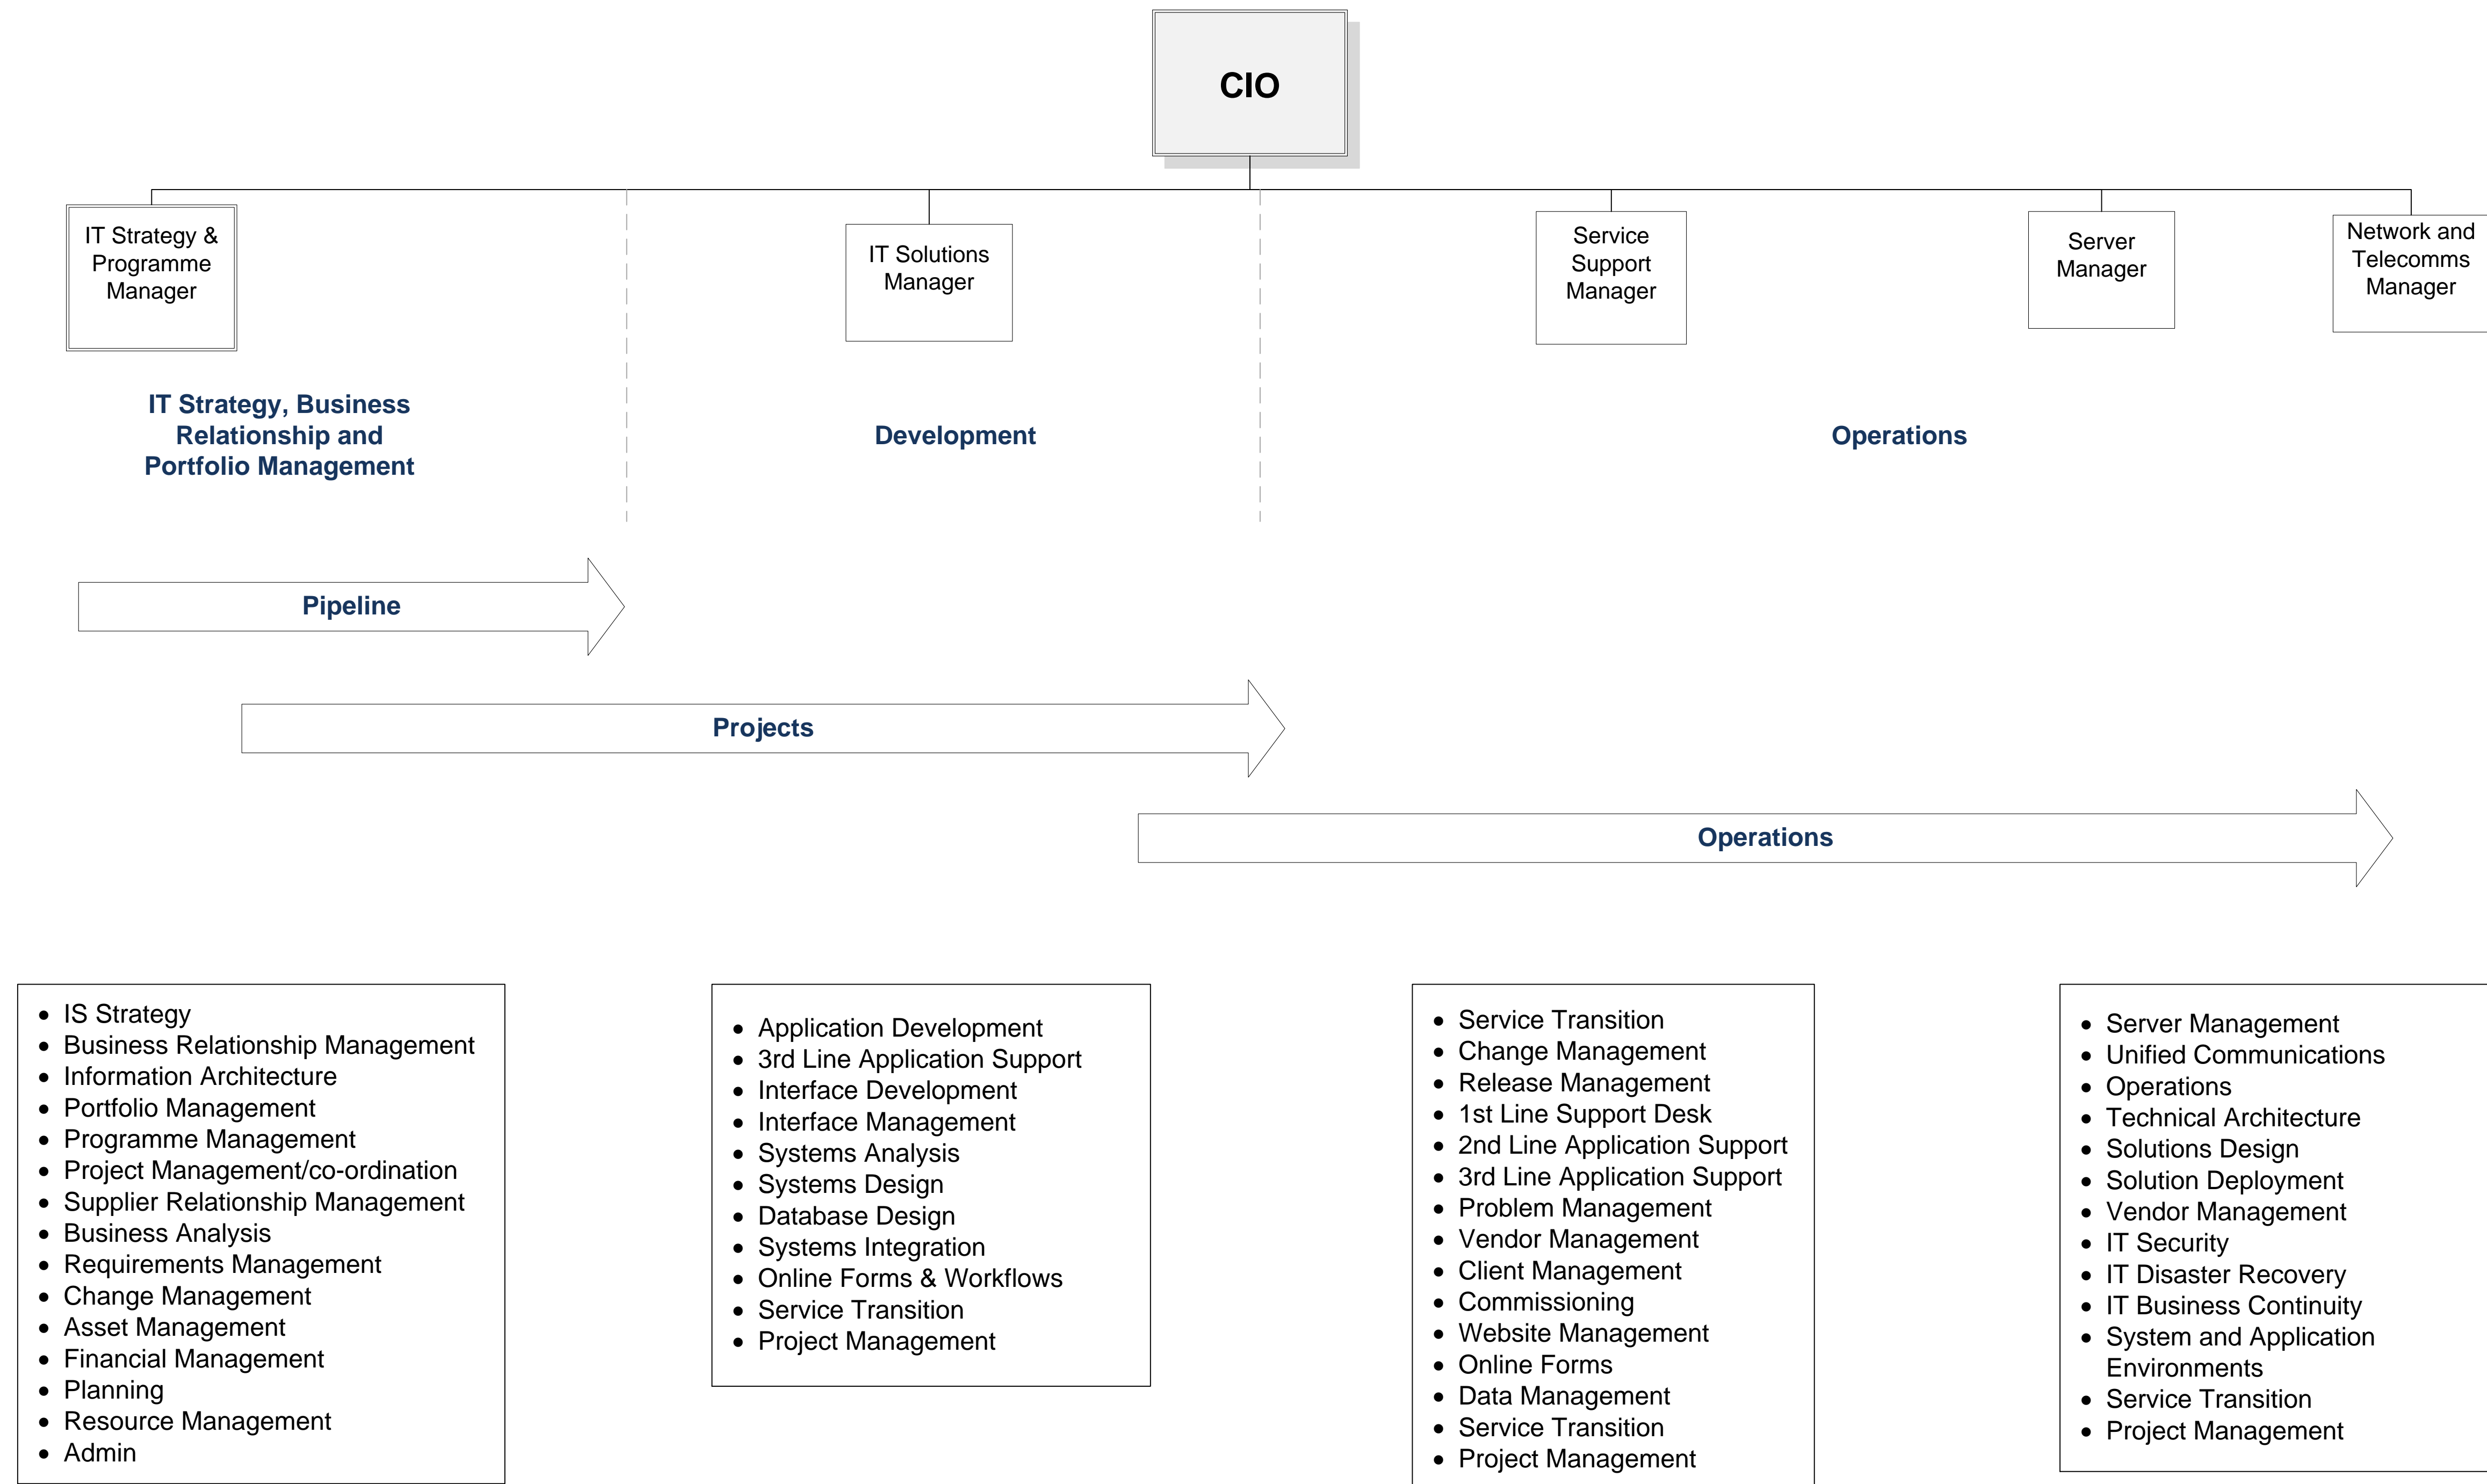 CIO
IT Strategy &
Programme
Manager
IT Solutions
Manager
Service
Support
Manager
Server
Manager
Network and
Telecomms
Manager
IT Strategy, Business
Relationship and
Portfolio Management
Development
Operations
Pipeline
Projects
Operations
• IS Strategy
• Business Relationship Management
• Information Architecture
• Portfolio Management
• Programme Management
• Project Management/co-ordination
• Supplier Relationship Management
• Business Analysis
• Requirements Management
• Change Management
• Asset Management
• Financial Management
• Planning
• Resource Management
• Admin
• Application Development
• 3rd Line Application Support
• Interface Development
• Interface Management
• Systems Analysis
• Systems Design
• Database Design
• Systems Integration
• Online Forms & Workflows
• Service Transition
• Project Management
• Service Transition
• Change Management
• Release Management
• 1st Line Support Desk
• 2nd Line Application Support
• 3rd Line Application Support
• Problem Management
• Vendor Management
• Client Management
• Commissioning
• Website Management
• Online Forms
• Data Management
• Service Transition
• Project Management
• Server Management
• Unified Communications
• Operations
• Technical Architecture
• Solutions Design
• Solution Deployment
• Vendor Management
• IT Security
• IT Disaster Recovery
• IT Business Continuity
• System and Application
Environments
• Service Transition
• Project Management